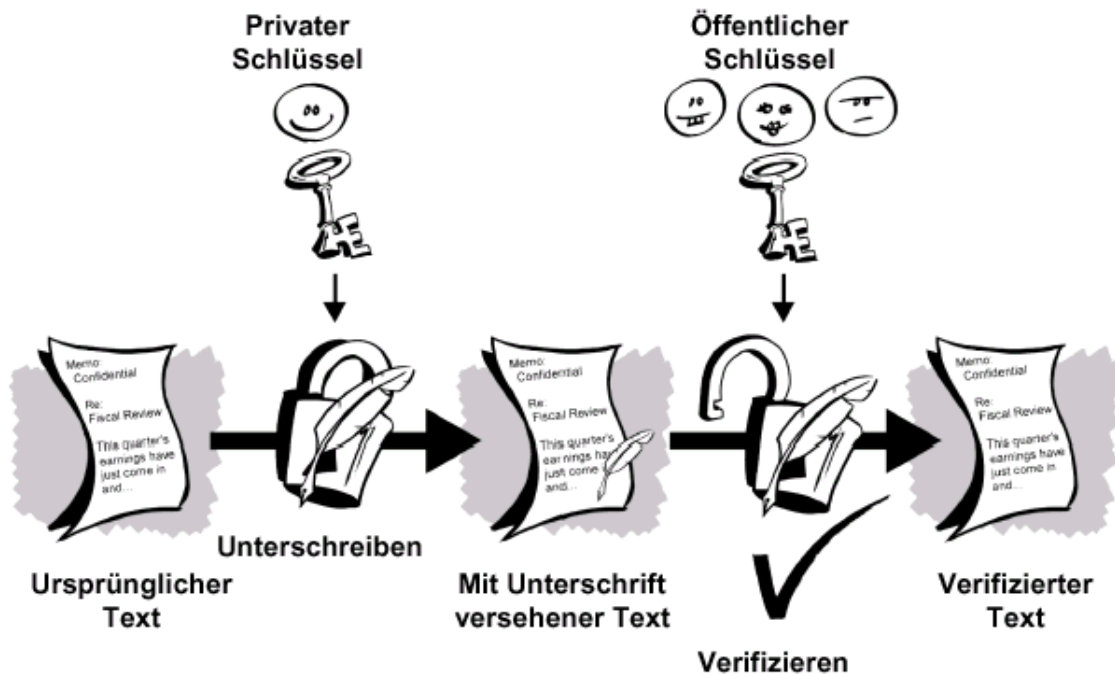 Privater
Schlüssel
Öffentlicher
Schlüssel
Memo:
Confidential
Re:
Fiscal Review
This quarter's
earnings have
just come in
and...
Memo:
Confidential
Re:
Fiscal Review
This quarter's
earnings have
just come in
and...
Memo:
Confidential
Re:
Fiscal Review
This quarter's
earnings have
just come in
and...
Unterschreiben
Ursprünglicher
Text
Mit Unterschrift
versehener Text
Verifizierter
Text
Verifizieren